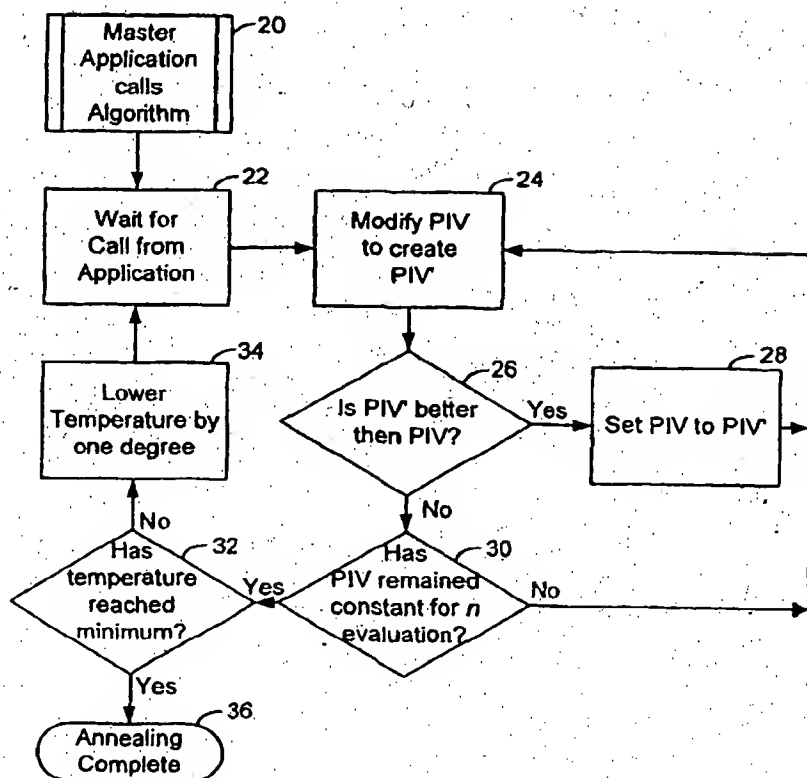 Master
Application
calls
Algorithm
20
22
Wait for
Call from
Application
24
Modify PIV
to create
PIV'
34
Lower
Temperature by
one degree
26
Is PIV' better
then PIV?
Yes
28
Set PIV to PIV'
No
No
32
Has
temperature
reached
minimum?
Yes
30
Has
PIV remained
constant for n
evaluation?
No
Yes
36
Annealing
Complete